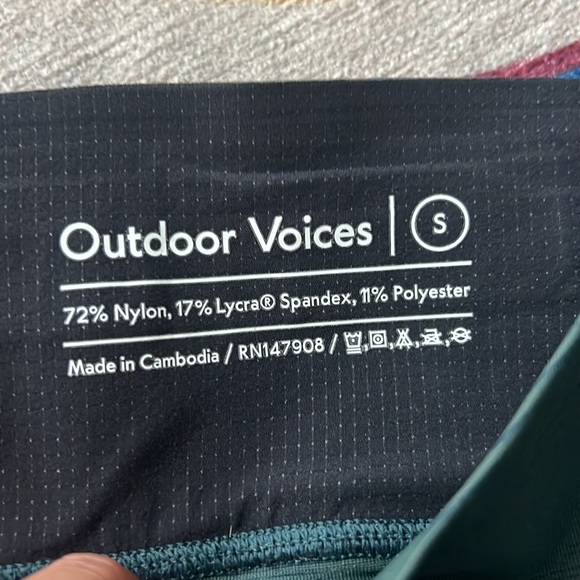 Outdoor Voices | S
72% Nylon, 17% Lycra® Spandex, 11% Polyester
Made in Cambodia / RN147908 /